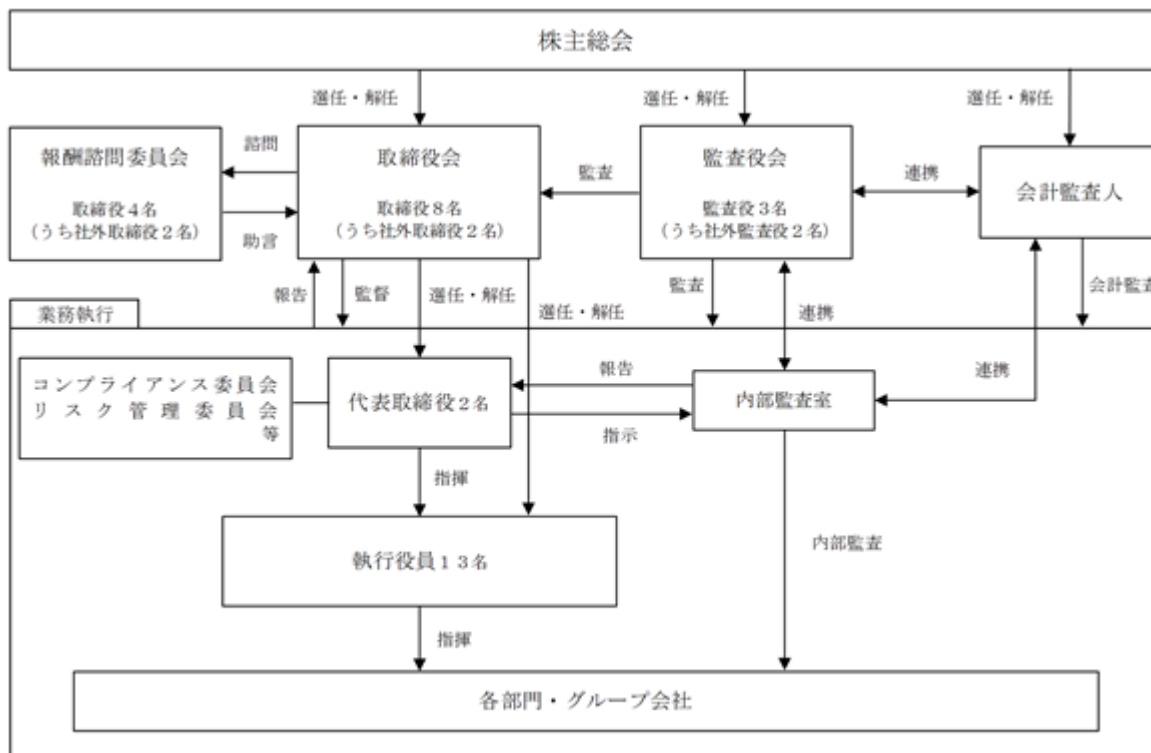 株主総会
選任・解任
選任・解任
選任・解任
報酬諮問委員会
取締役4名
（うち社外取締役2名）
諮問
助言
取締役会
取締役8名
（うち社外取締役2名）
監査
監査役会
監査役3名
（うち社外監査役2名）
連携
会計監査人
報告
監督
選任・解任
選任・解任
監査
連携
会計監査
業務執行
コンプライアンス委員会
リスク管理委員会
等
代表取締役2名
報告
指示
内部監査室
連携
指揮
執行役員13名
内部監査
指揮
各部門・グループ会社